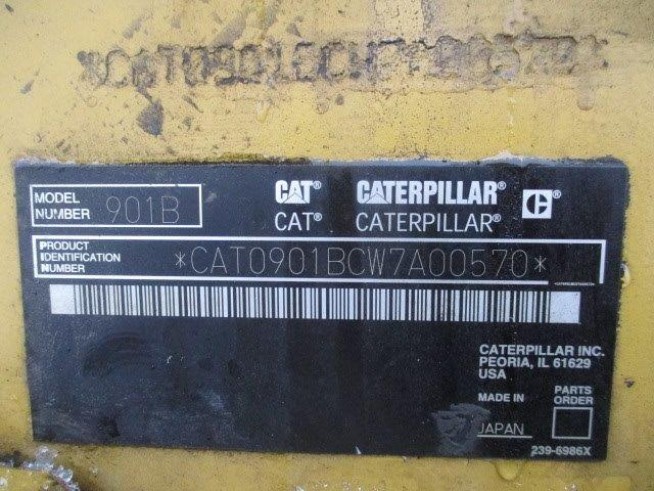 MODEL
NUMBER 901B
CAT® CATERPILLAR® C®
CAT® CATERPILLAR®
PRODUCT
IDENTIFICATION
NUMBER
*CAT0901BCW7A00570*
CATERPILLAR INC.
PEORIA, IL 61629
USA
MADE IN
PARTS
ORDER
JAPAN
239-6986X